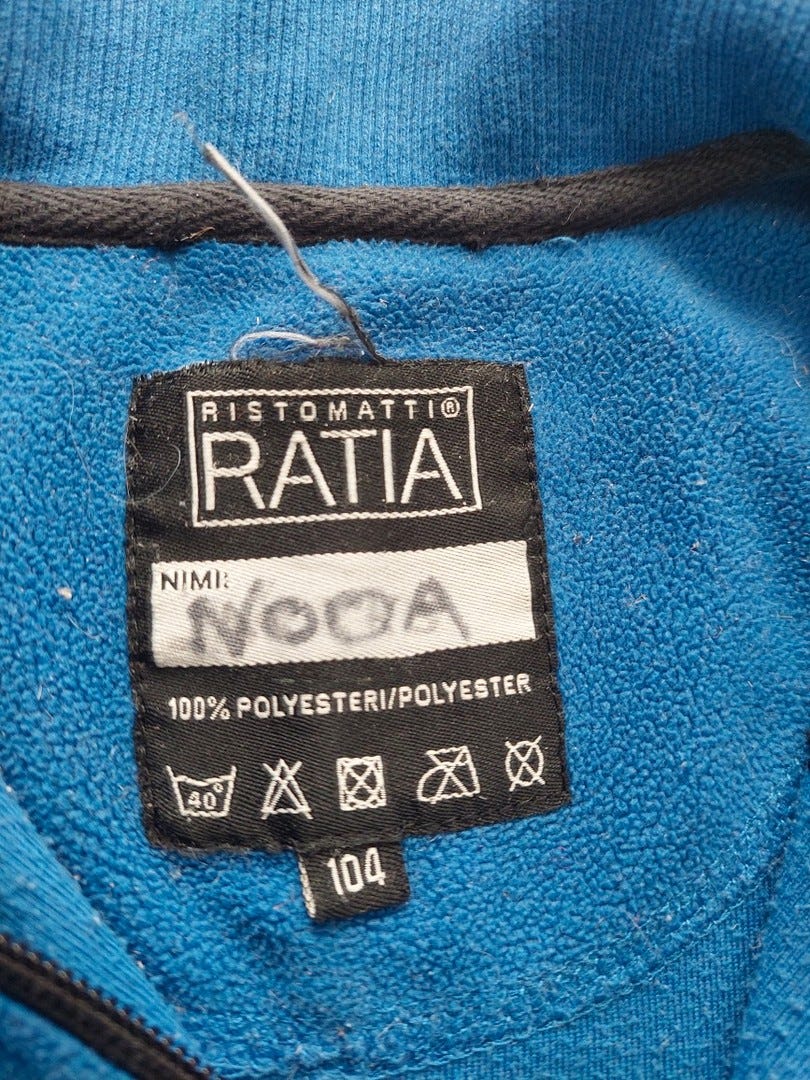 RISTOMATTI®
RATIA
NIMI:
NOOA
100% POLYESTERI/POLYESTER
40°
104